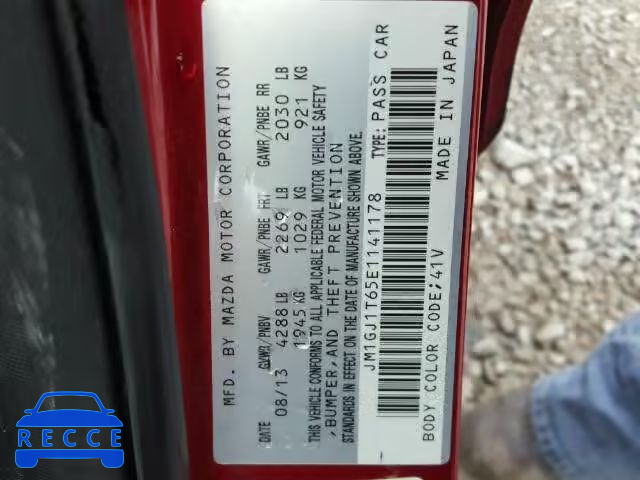 MFD. BY MAZDA MOTOR CORPORATION
DATE GVWR/PNBV GAWR/PNBE FRT GAWR/PNBE RR
08/13 4288 LB 2269 LB 2030 LB
1945 KG 1029 KG 921 KG
THIS VEHICLE CONFORMS TO ALL APPLICABLE FEDERAL MOTOR VEHICLE SAFETY
,BUMPER, AND THEFT PREVENTION
STANDARDS IN EFFECT ON THE DATE OF MANUFACTURE SHOWN ABOVE.
JM1GJ1T65E1141178 TYPE: PASS CAR
BODY COLOR CODE:41V MADE IN JAPAN
RECCE